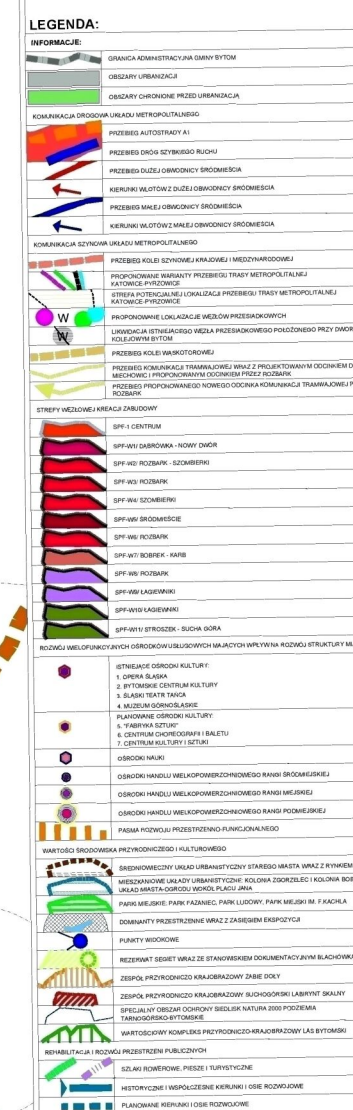 LEGENDA:
INFORMACJE:
GRANICA ADMINISTRACYJNA GMINY BYTOM
OBSZARY URBANIZACJI
OBSZARY CHRONIONE PRZED URBANIZACJĄ
KOMUNIKACJA DROGOWA UKŁADU METROPOLITALNEGO
PRZEBIEG AUTOSTRADY A1
PRZEBIEG DRÓG SZYBKIEGO RUCHU
PRZEBIEG DUŻEJ OBWODNICY ŚRÓDMIEŚCIA
KIERUNKI WLOTÓW Z DUŻEJ OBWODNICY ŚRÓDMIEŚCIA
PRZEBIEG MAŁEJ OBWODNICY ŚRÓDMIEŚCIA
KIERUNKI WLOTÓW Z MAŁEJ OBWODNICY ŚRÓDMIEŚCIA
KOMUNIKACJA SZYNOWA UKŁADU METROPOLITALNEGO
PRZEBIEG KOLEI SZYNOWEJ KRAJOWEJ I MIĘDZYNARODOWEJ
PROPONOWANE WARIANTY PRZEBIEGU TRASY METROPOLITALNEJ
KATOWICE-PYRZOWICE
STREFA POTENCJALNEJ LOKALIZACJI PRZEBIEGU TRASY METROPOLITALNEJ
KATOWICE-PYRZOWICE
W PROPONOWANE LOKLAIZACJE WĘZŁÓW PRZESIADKOWYCH
W LIKWIDACJA ISTNIEJĄCEGO WĘZŁA PRZESIADKOWEGO POŁOŻONEGO PRZY DWOR
KOLEJOWYM BYTOM
PRZEBIEG KOLEI WĄSKOTOROWEJ
PRZEBIEG KOMUNIKACJI TRAMWAJOWEJ WRAZ Z PROJEKTOWANYM ODCINKIEM D
MIECHOWIC I PROPONOWANYM ODCINKIEM PRZEZ ROZBARK
PRZEBIEG PROPONOWANEGO NOWEGO ODCINKA KOMUNIKACJI TRAMWAJOWEJ P
ROZBARK
STREFY WĘZŁOWEJ KREACJI ZABUDOWY
SPF-1 CENTRUM
SPF-W1/ DĄBRÓWKA - NOWY DWÓR
SPF-W2/ ROZBARK - SZOMBIERKI
SPF-W3/ ROZBARK
SPF-W4/ SZOMBIERKI
SPF-W5/ ŚRÓDMIEŚCIE
SPF-W6/ ROZBARK
SPF-W7/ BOBREK - KARB
SPF-W8/ ROZBARK
SPF-W9/ ŁAGIEWNIKI
SPF-W10/ ŁAGIEWNIKI
SPF-W11/ STROSZEK - SUCHA GÓRA
ROZWÓJ WIELOFUNKCYJNYCH OŚRODKÓW USŁUGOWYCH MAJĄCYCH WPŁYW NA ROZWÓJ STRUKTURY MI
ISTNIEJĄCE OŚRODKI KULTURY:
1. OPERA ŚLĄSKA
2. BYTOMSKIE CENTRUM KULTURY
3. ŚLĄSKI TEATR TAŃCA
4. MUZEUM GÓRNOŚLĄSKIE
PLANOWANE OŚRODKI KULTURY:
5. "FABRYKA SZTUKI"
6. CENTRUM CHOREOGRAFII I BALETU
7. CENTRUM KULTURY I SZTUKI
OŚRODKI NAUKI
OŚRODKI HANDLU WIELKOPOWIERZCHNIOWEGO RANGI ŚRÓDMIEJSKIEJ
OŚRODKI HANDLU WIELKOPOWIERZCHNIOWEGO RANGI MIEJSKIEJ
OŚRODKI HANDLU WIELKOPOWIERZCHNIOWEGO RANGI PODMIEJSKIEJ
PASMA ROZWOJU PRZESTRZENNO-FUNKCJONALNEGO
WARTOŚCI ŚRODOWISKA PRZYRODNICZEGO I KULTUROWEGO
ŚREDNIOWIECZNY UKŁAD URBANISTYCZNY STAREGO MIASTA WRAZ Z RYNKIEM
MIESZKANIOWE UKŁADY URBANISTYCZNE: KOLONIA ZGORZELEC I KOLONIA BOB
UKŁAD MIASTA-OGRODU WOKÓŁ PLACU JANA
PARKI MIEJSKIE: PARK FAZANIEC, PARK LUDOWY, PARK MIEJSKI IM. F.KACHLA
DOMINANTY PRZESTRZENNE WRAZ Z ZASIĘGIEM EKSPOZYCJI
PUNKTY WIDOKOWE
REZERWAT SEGIET WRAZ ZE STANOWISKIEM DOKUMENTACYJNYM BLACHÓWKA
ZESPÓŁ PRZYRODNICZO KRAJOBRAZOWY ŻABIE DOŁY
ZESPÓŁ PRZYRODNICZO KRAJOBRAZOWY SUCHOGÓRSKI LABIRYNT SKALNY
SPECJALNY OBSZAR OCHRONY SIEDLISK NATURA 2000 PODZIEMIA
TARNOGÓRSKO-BYTOMSKIE
WARTOŚCIOWY KOMPLEKS PRZYRODNICZO-KRAJOBRAZOWY LAS BYTOMSKI
REHABILITACJA I ROZWÓJ PRZESTRZENI PUBLICZNYCH
SZLAKI ROWEROWE, PIESZE I TURYSTYCZNE
HISTORYCZNE I WSPÓŁCZESNE KIERUNKI I OSIE ROZWOJOWE
PLANOWANE KIERUNKI I OSIE ROZWOJOWE